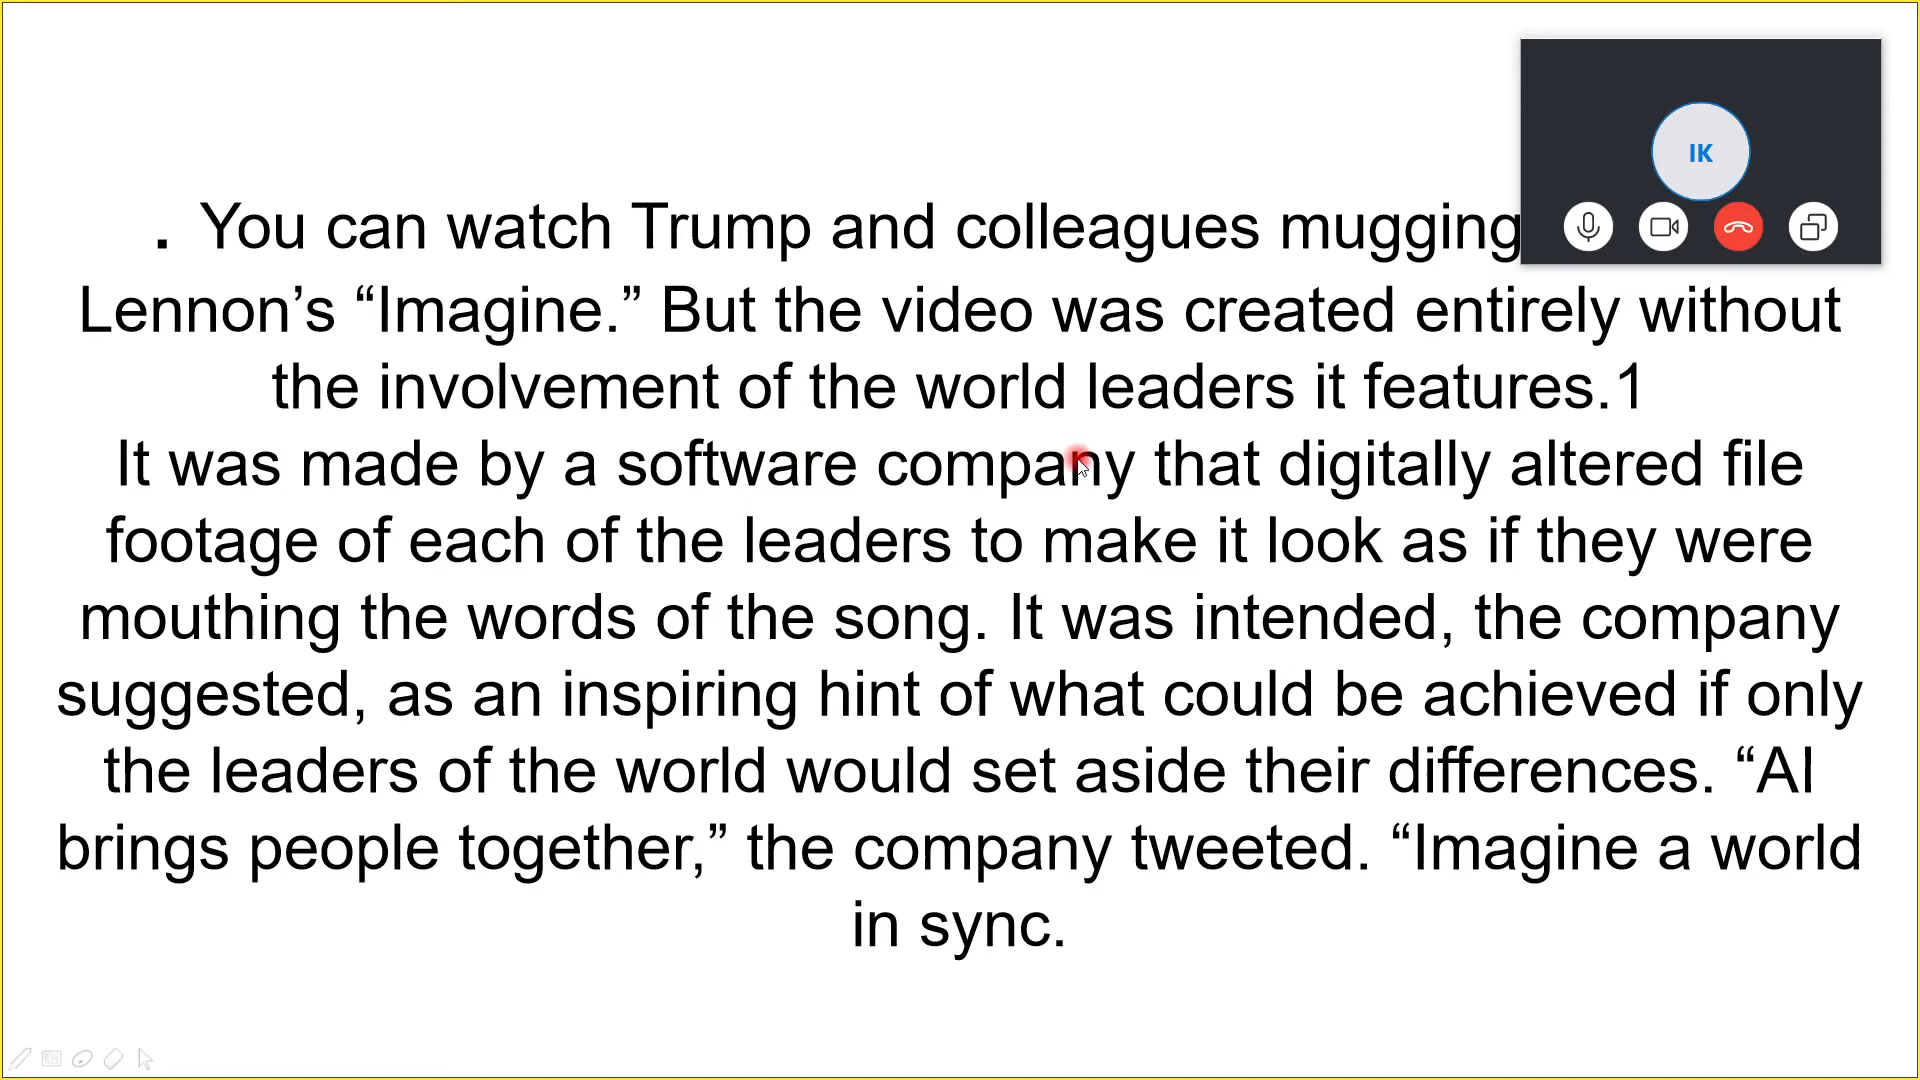 . You can watch Trump and colleagues mugging
Lennon’s “Imagine.” But the video was created entirely without
the involvement of the world leaders it features.1
It was made by a software company that digitally altered file
footage of each of the leaders to make it look as if they were
mouthing the words of the song. It was intended, the company
suggested, as an inspiring hint of what could be achieved if only
the leaders of the world would set aside their differences. “AI
brings people together,” the company tweeted. “Imagine a world
in sync.
IK